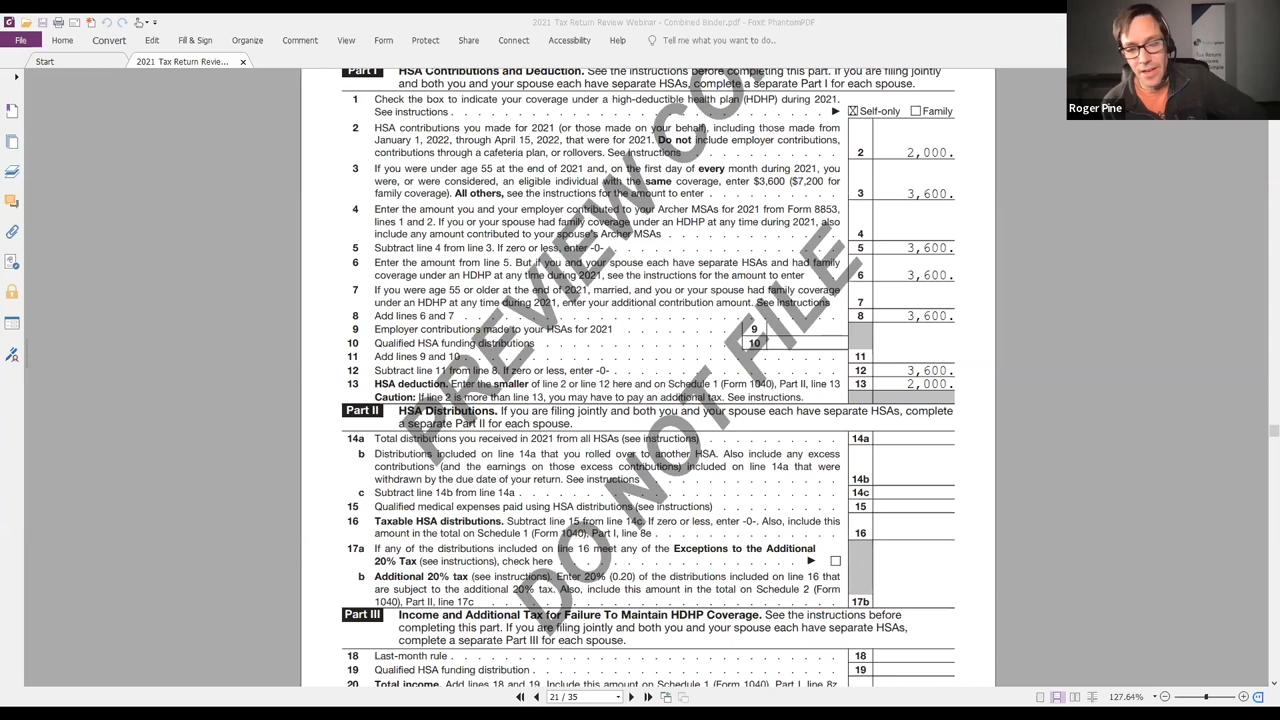 2021 Tax Return Review Webinar - Combined Binder.pdf - Foxit PhantomPDF
File Home Convert Edit Fill & Sign Organize Comment View Form Protect Share Connect Accessibility Help Tell me what you want to do..
Start 2021 Tax Return Revie...
Roger Pine
Part I HSA Contributions and Deduction. See the instructions before completing this part. If you are filing jointly
and both you and your spouse each have separate HSAs, complete a separate Part I for each spouse.
1 Check the box to indicate your coverage under a high-deductible health plan (HDHP) during 2021.
See instructions . . . . . . . . . . . . . . . . . . . . . . . ▶ ☒ Self-only ☐ Family
2 HSA contributions you made for 2021 (or those made on your behalf), including those made from
January 1, 2022, through April 15, 2022, that were for 2021. Do not include employer contributions,
contributions through a cafeteria plan, or rollovers. See instructions . . . . . . . . . . 2 2,000.
3 If you were under age 55 at the end of 2021 and, on the first day of every month during 2021, you
were, or were considered, an eligible individual with the same coverage, enter $3,600 ($7,200 for
family coverage). All others, see the instructions for the amount to enter . . . . . . . . . 3 3,600.
4 Enter the amount you and your employer contributed to your Archer MSAs for 2021 from Form 8853,
lines 1 and 2. If you or your spouse had family coverage under an HDHP at any time during 2021, also
include any amount contributed to your spouse's Archer MSAs . . . . . . . . . . . 4
5 Subtract line 4 from line 3. If zero or less, enter -0- . . . . . . . . . . . . . . . 5 3,600.
6 Enter the amount from line 5. But if you and your spouse each have separate HSAs and had family
coverage under an HDHP at any time during 2021, see the instructions for the amount to enter . . 6 3,600.
7 If you were age 55 or older at the end of 2021, married, and you or your spouse had family coverage
under an HDHP at any time during 2021, enter your additional contribution amount. See instructions 7
8 Add lines 6 and 7 . . . . . . . . . . . . . . . . . . . . . . . 8 3,600.
9 Employer contributions made to your HSAs for 2021 9
10 Qualified HSA funding distributions . . . . . . . . . . 10
11 Add lines 9 and 10 . . . . . . . . . . . . . . . . . . . . . . 11
12 Subtract line 11 from line 8. If zero or less, enter -0- . . . . . . . . . . . . . . 12 3,600.
13 HSA deduction. Enter the smaller of line 2 or line 12 here and on Schedule 1 (Form 1040), Part II, line 13 13 2,000.
Caution: If line 2 is more than line 13, you may have to pay an additional tax. See instructions.
Part II HSA Distributions. If you are filing jointly and both you and your spouse each have separate HSAs, complete
a separate Part II for each spouse.
14a Total distributions you received in 2021 from all HSAs (see instructions) . . . . . . . . . 14a
b Distributions included on line 14a that you rolled over to another HSA. Also include any excess
contributions (and the earnings on those excess contributions) included on line 14a that were
withdrawn by the due date of your return. See instructions . . . . . . . . . . . . . 14b
c Subtract line 14b from line 14a . . . . . . . . . . . . . . . . . . . . 14c
15 Qualified medical expenses paid using HSA distributions (see instructions) . . . . . . . . 15
16 Taxable HSA distributions. Subtract line 15 from line 14c. If zero or less, enter -0-. Also, include this
amount in the total on Schedule 1 (Form 1040), Part I, line 8e . . . . . . . . . . . . 16
17a If any of the distributions included on line 16 meet any of the Exceptions to the Additional
20% Tax (see instructions), check here . . . . . . . . . . . . . . . ▶ ☐
b Additional 20% tax (see instructions). Enter 20% (0.20) of the distributions included on line 16 that
are subject to the additional 20% tax. Also, include this amount in the total on Schedule 2 (Form
1040), Part II, line 17c . . . . . . . . . . . . . . . . . . . . . . 17b
Part III Income and Additional Tax for Failure To Maintain HDHP Coverage. See the instructions before
completing this part. If you are filing jointly and both you and your spouse each have separate HSAs,
complete a separate Part III for each spouse.
18 Last-month rule . . . . . . . . . . . . . . . . . . . . . . . 18
19 Qualified HSA funding distribution . . . . . . . . . . . . . . . . . . . 19
20 Total income. Add lines 18 and 19. Include this amount on Schedule 1 (Form 1040), Part I, line 8z,
PREVIEW CO
DO NOT FILE
21 / 35
127.64%